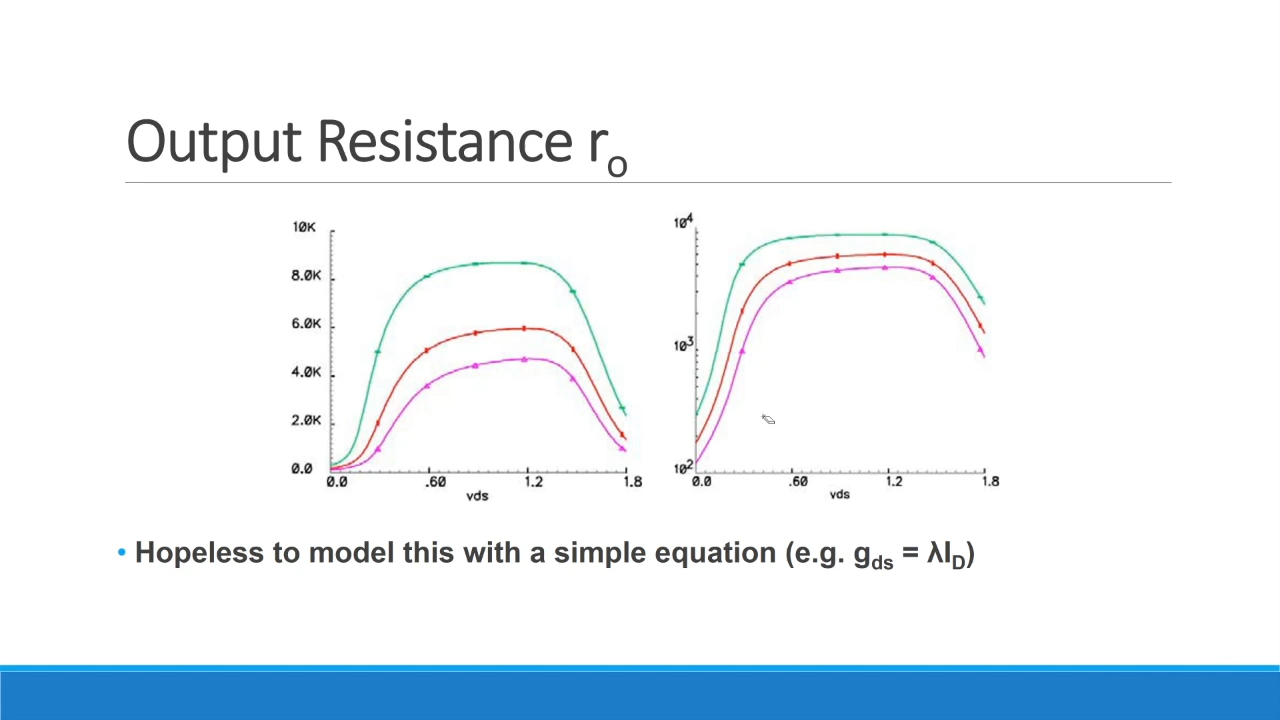 Output Resistance rₒ
10K
8.0K
6.0K
4.0K
2.0K
0.0
0.0 .60 1.2 1.8
vds
10⁴
10³
10²
0.0 .60 1.2 1.8
vds
• Hopeless to model this with a simple equation (e.g. g_ds = λI_D)